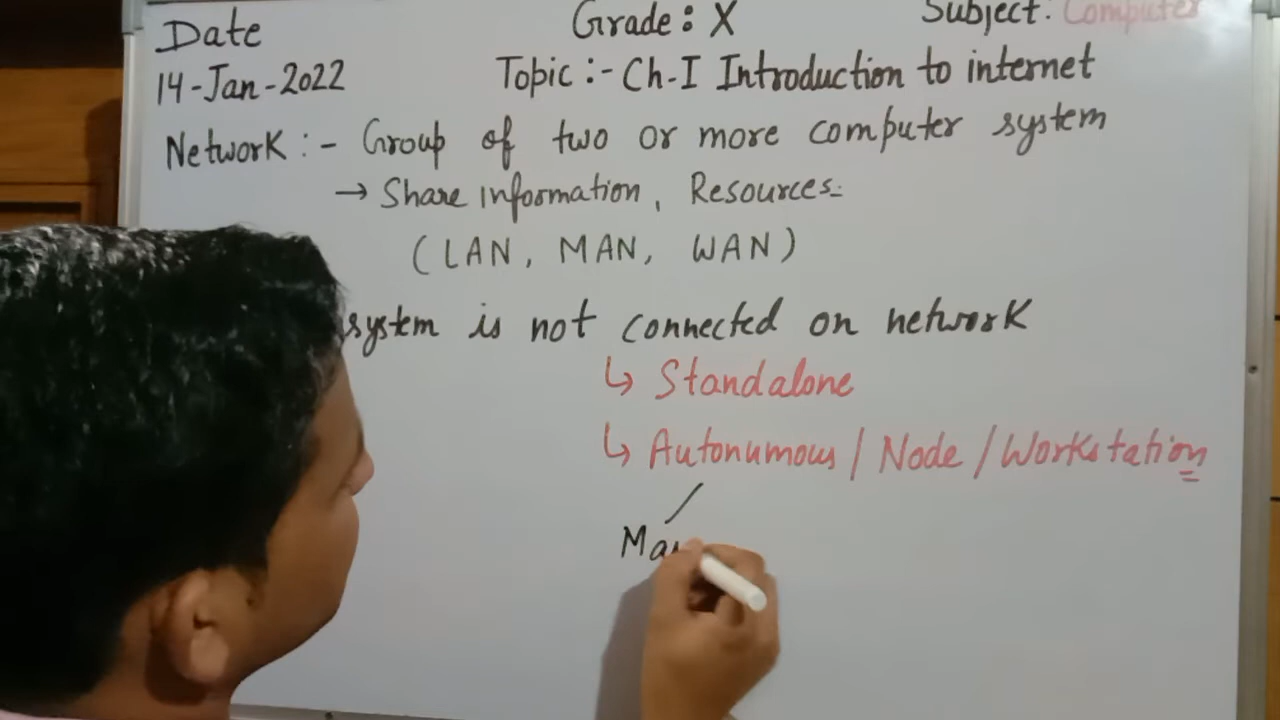 Date Grade : X Subject: Computer
14-Jan-2022 Topic :- Ch-I Introduction to internet
Network :- Group of two or more computer system
→ Share information, Resources.
(LAN, MAN, WAN)
system is not connected on network
↳ Standalone
↳ Autonumous / Node / Workstation